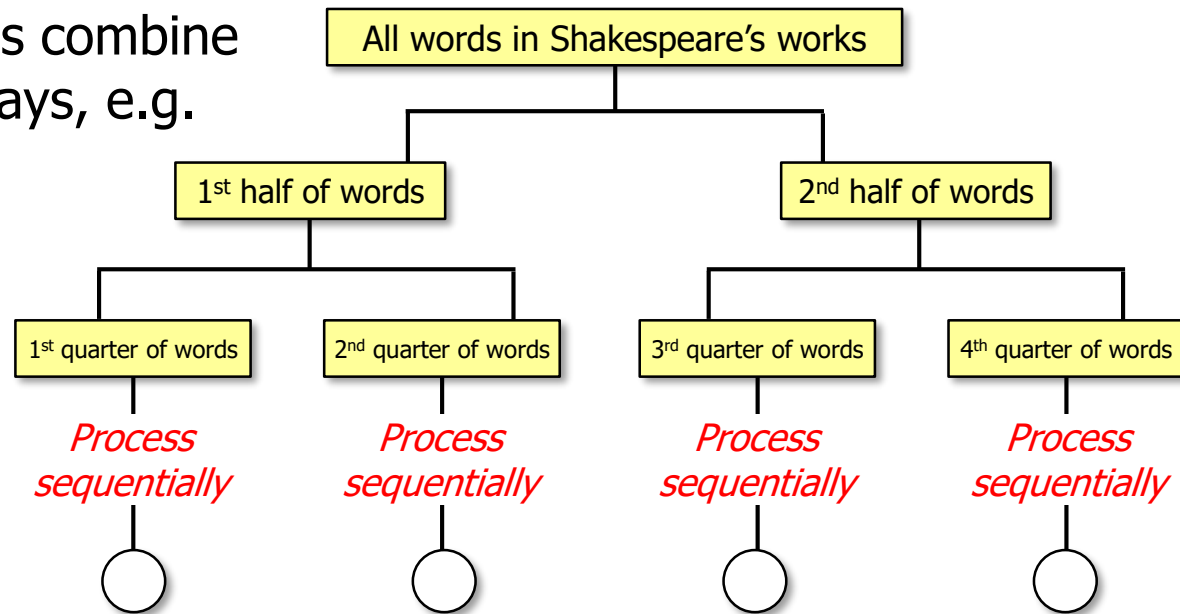 s combine
ays, e.g.
All words in Shakespeare’s works
1st half of words
2nd half of words
1st quarter of words
2nd quarter of words
3rd quarter of words
4th quarter of words
Process
sequentially
Process
sequentially
Process
sequentially
Process
sequentially